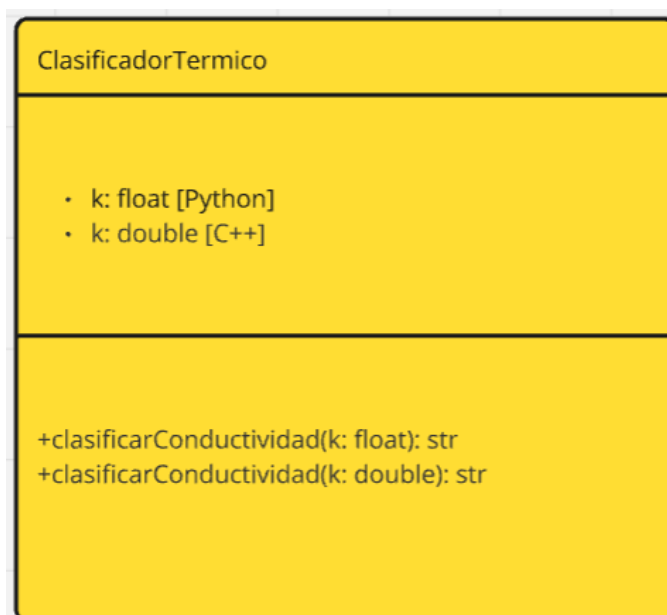 ClasificadorTermico
• k: float [Python]
• k: double [C++]
+clasificarConductividad(k: float): str
+clasificarConductividad(k: double): str